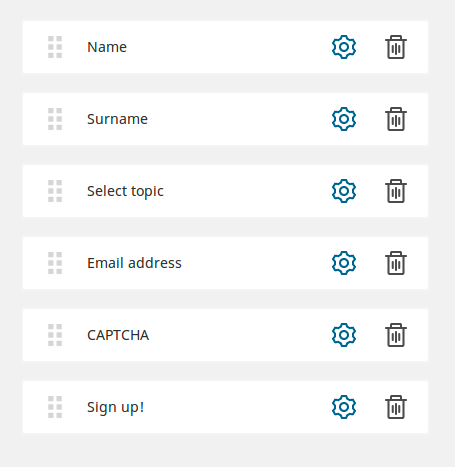 Name
Surname
Select topic
Email address
CAPTCHA
Sign up!